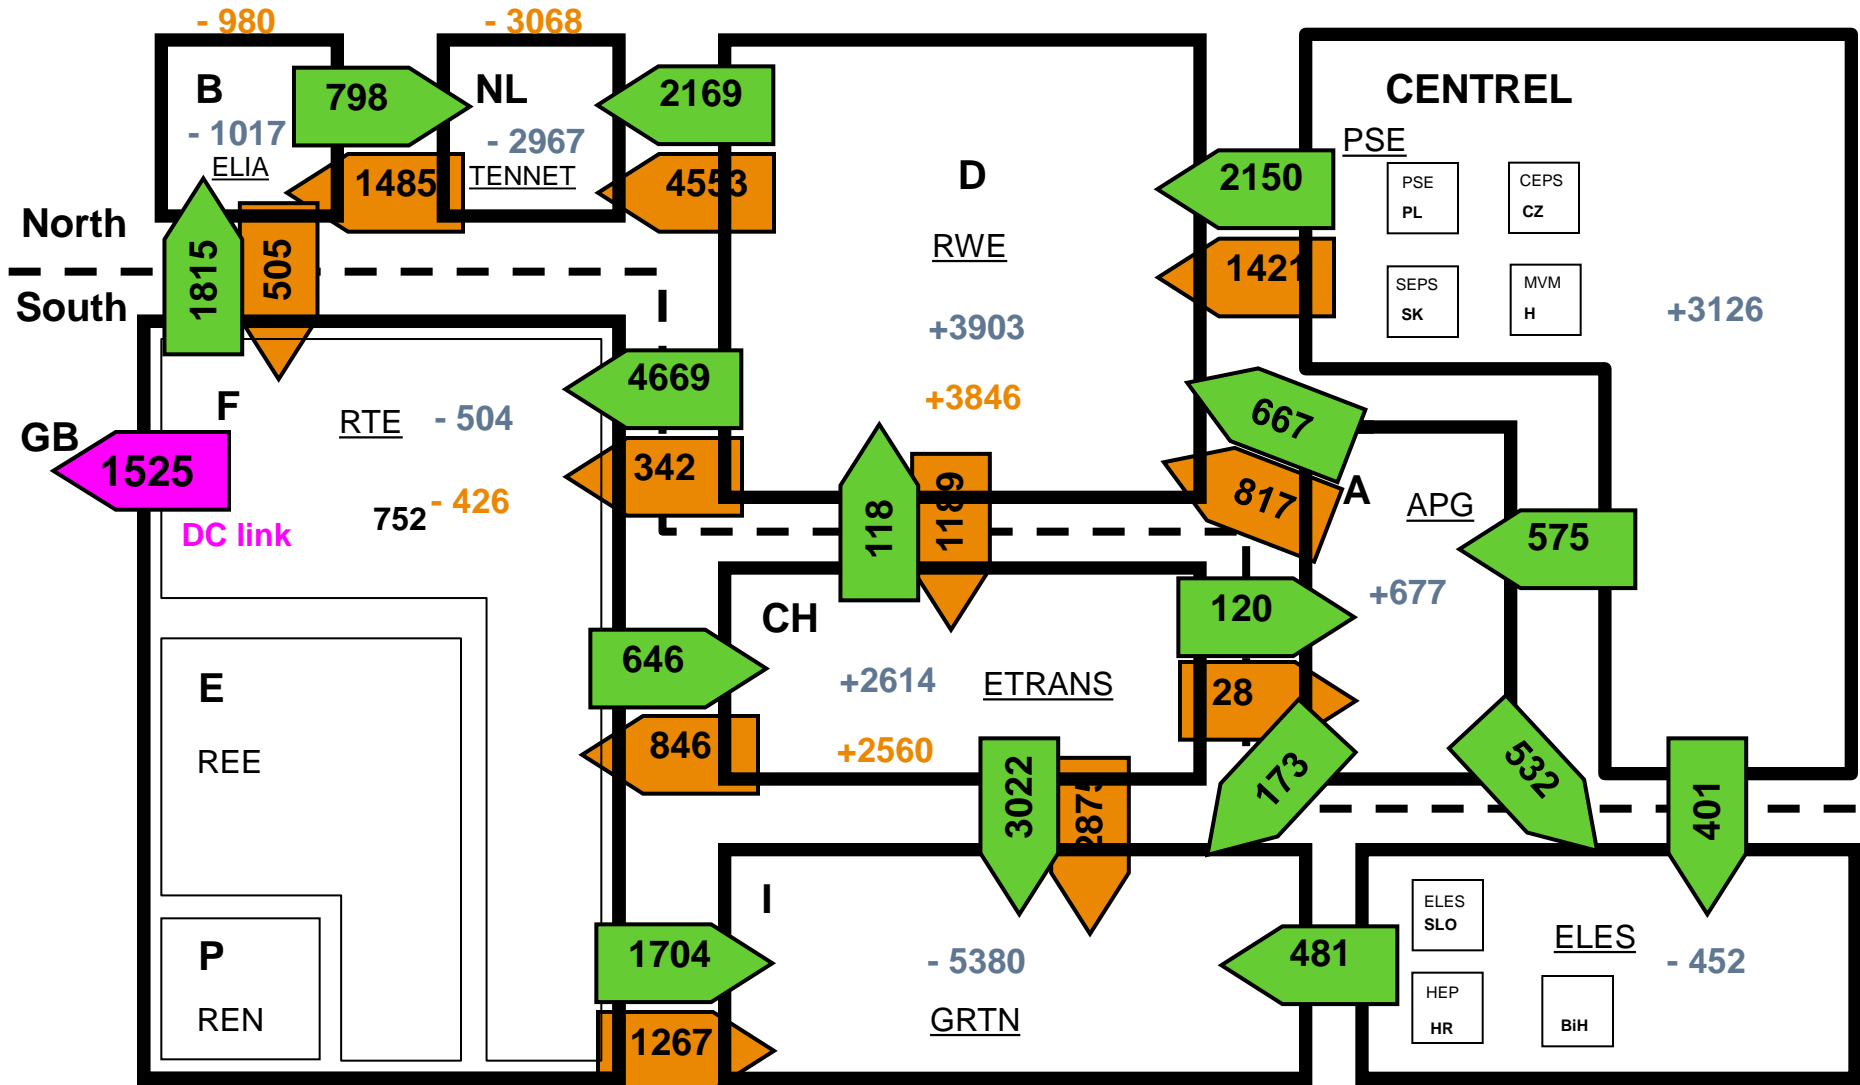 - 980
- 3068
B
798
NL
2169
CENTREL
- 1017
- 2967
PSE
ELIA
1485
TENNET
4553
D
2150
PSE
PL
CEPS
CZ
North
RWE
1815
505
1421
SEPS
SK
MVM
H
+3126
South
+3903
4669
+3846
667
F
RTE
- 504
GB
1525
342
1189
817
A
APG
752
- 426
118
575
DC link
+677
CH
120
646
+2614
ETRANS
28
E
846
+2560
REE
3022
2875
173
532
401
I
ELES
SLO
ELES
P
1704
- 5380
481
- 452
REN
GRTN
HEP
HR
BiH
1267